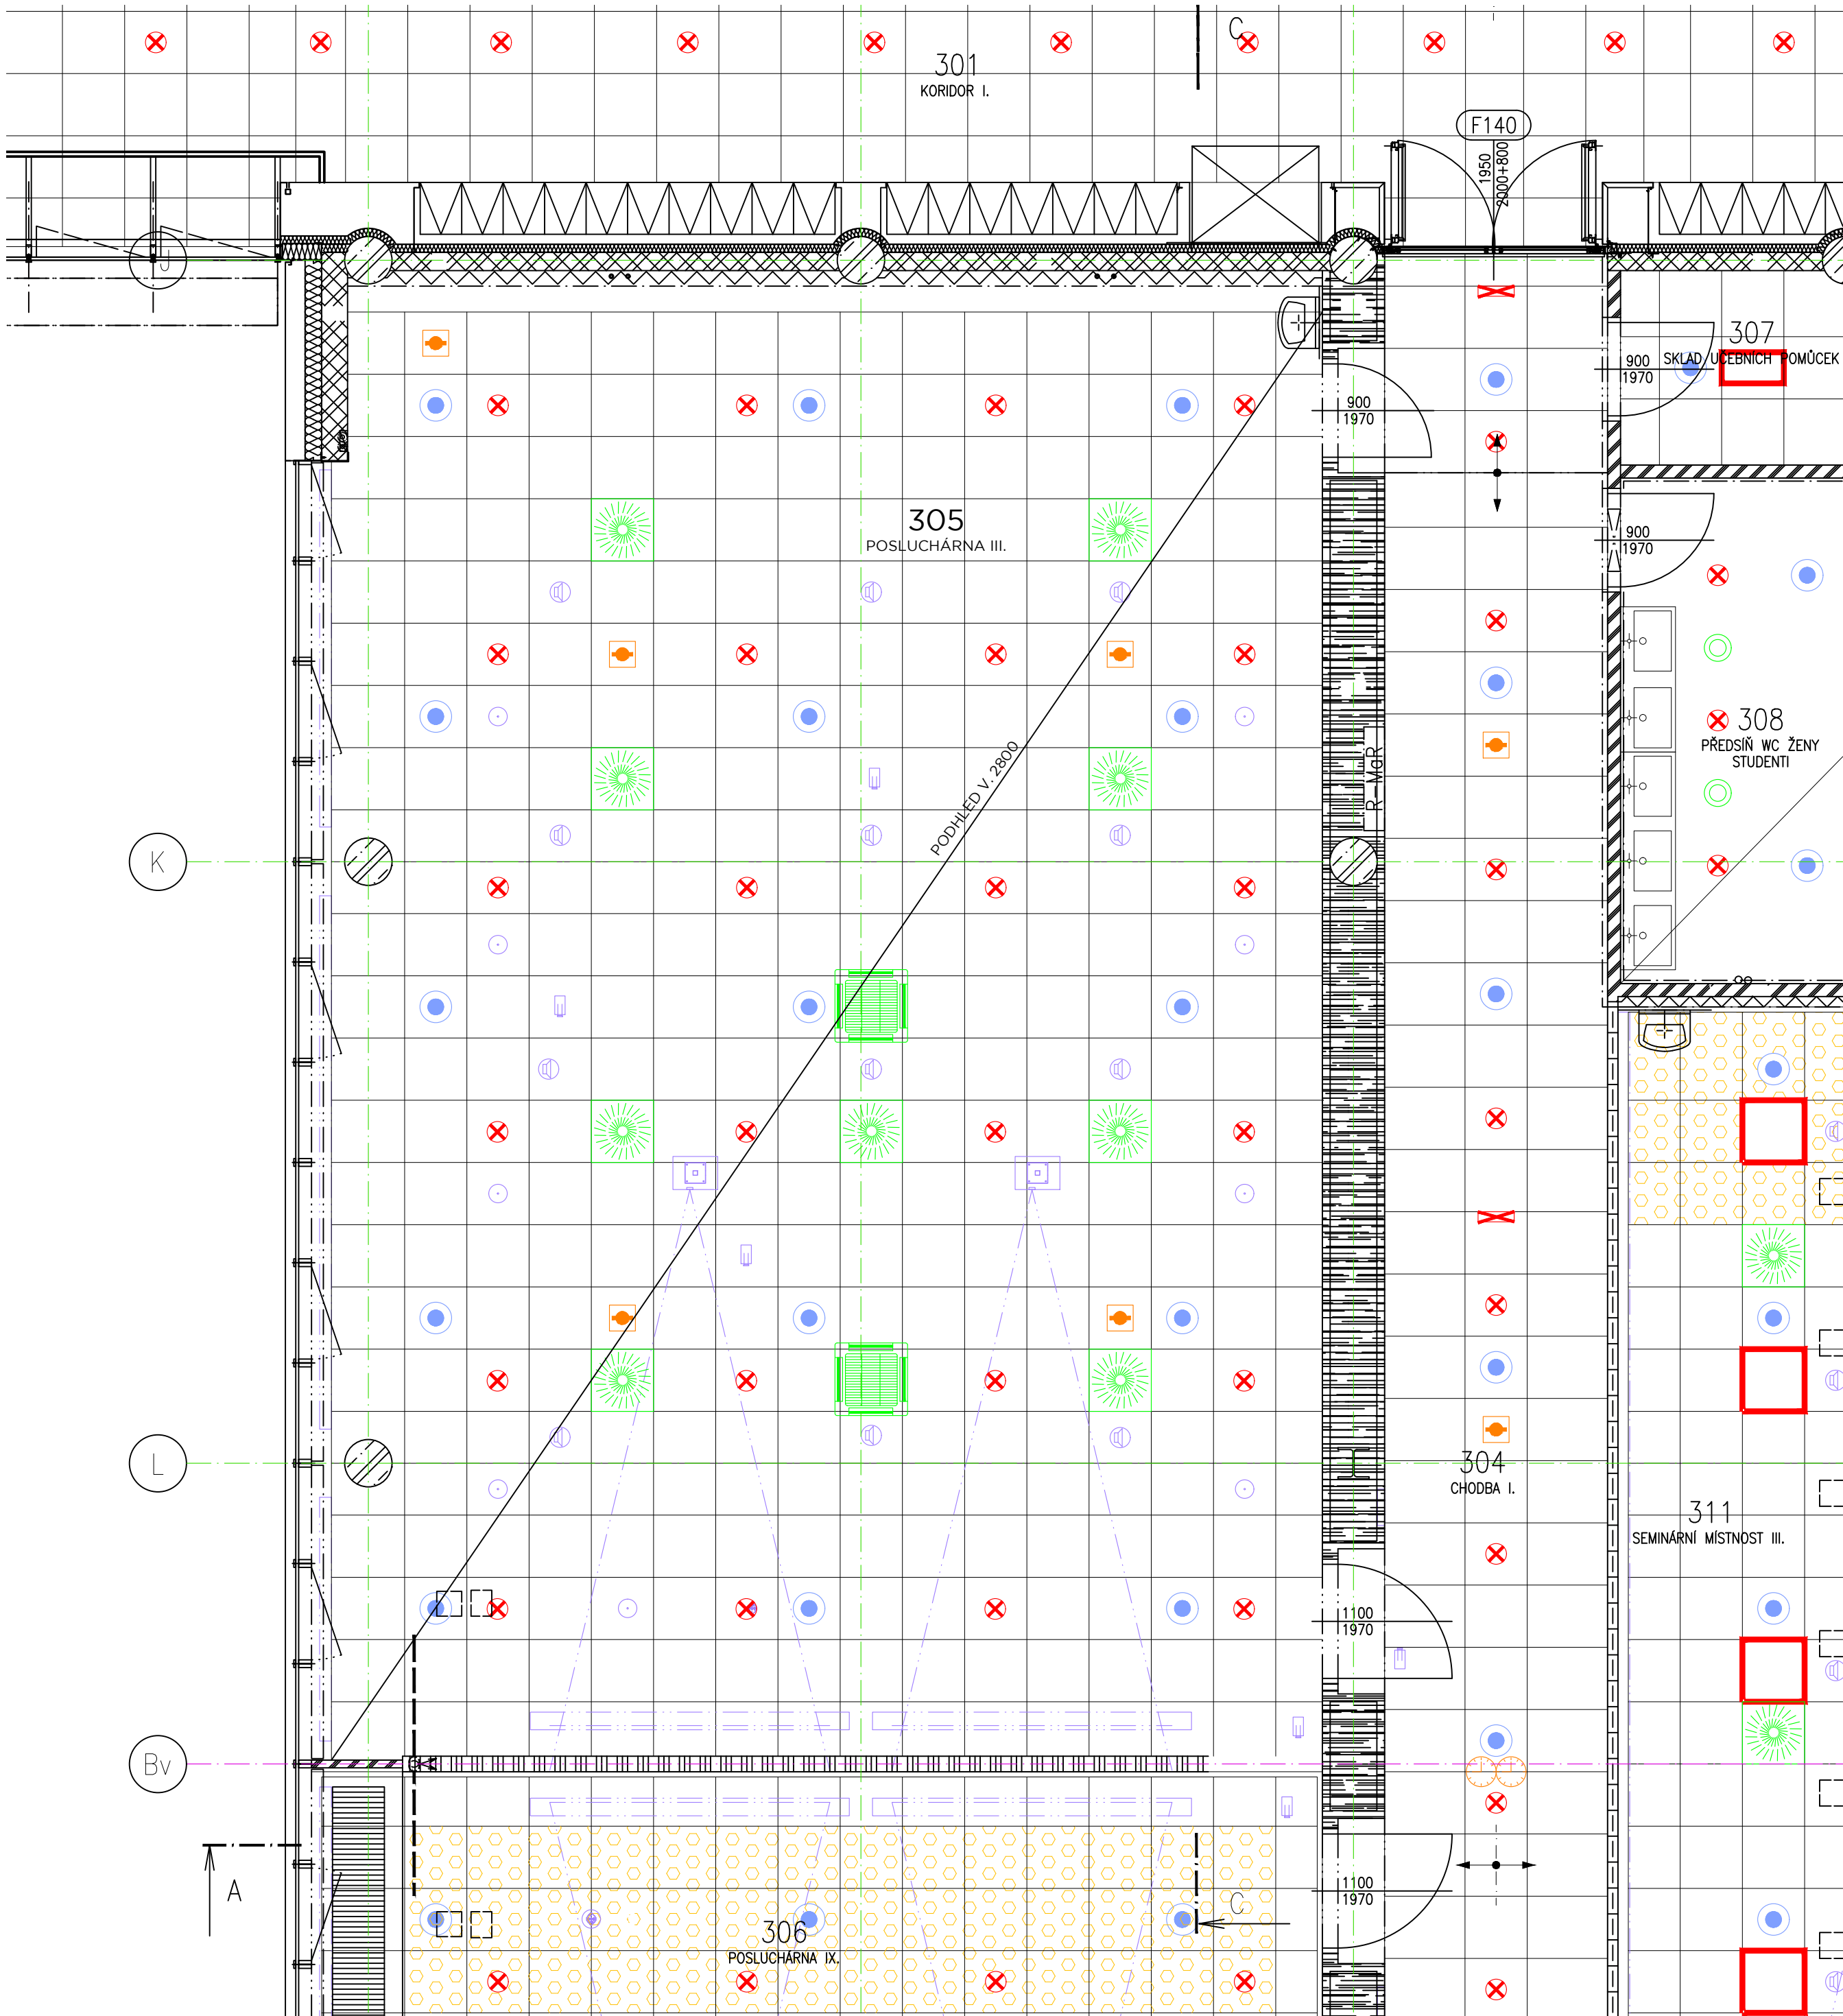 C
301
KORIDOR I.
F140
1950
2000+800
J
307
SKLAD UČEBNÍCH POMŮCEK
900
1970
900
1970
305
POSLUCHÁRNA III.
900
1970
308
PŘEDSÍŇ WC ŽENY
STUDENTI
PODHLED V. 2800
R-MaR
K
L
304
CHODBA I.
311
SEMINÁRNÍ MÍSTNOST III.
1100
1970
Bv
A
1100
1970
C
306
POSLUCHÁRNA IX.